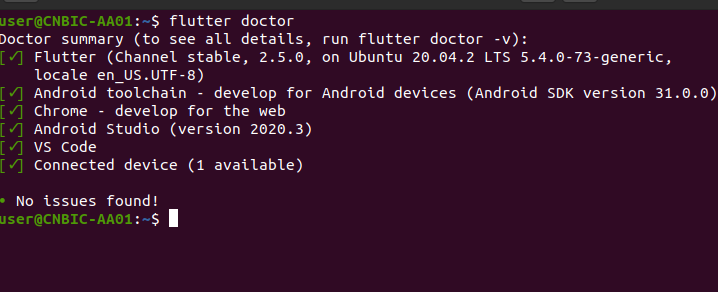 user@CNBIC-AA01:~$ flutter doctor
Doctor summary (to see all details, run flutter doctor -v):
[✓] Flutter (Channel stable, 2.5.0, on Ubuntu 20.04.2 LTS 5.4.0-73-generic,
locale en_US.UTF-8)
[✓] Android toolchain - develop for Android devices (Android SDK version 31.0.0)
[✓] Chrome - develop for the web
[✓] Android Studio (version 2020.3)
[✓] VS Code
[✓] Connected device (1 available)
• No issues found!
user@CNBIC-AA01:~$